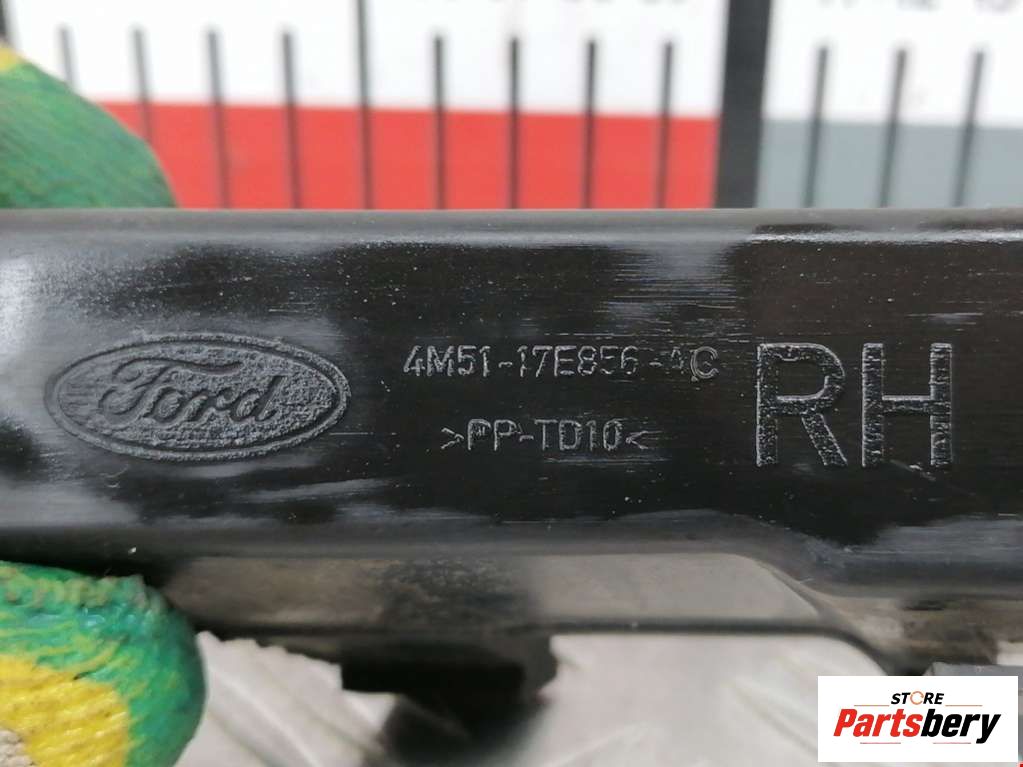 Ford
4M51-17E856-AC
>PP-TD10<
RH
STORE
Partsbery